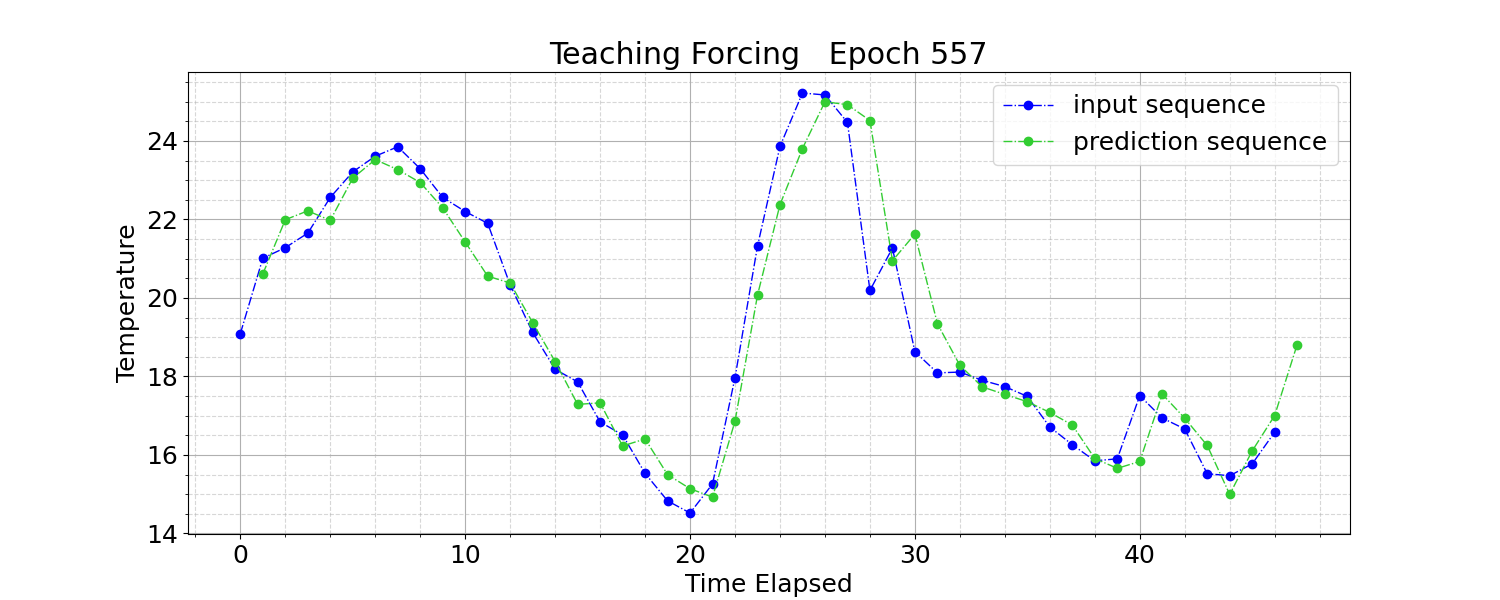 Teaching Forcing   Epoch 557
input sequence
prediction sequence
Temperature
24
22
20
18
16
14
0 10 20 30 40
Time Elapsed